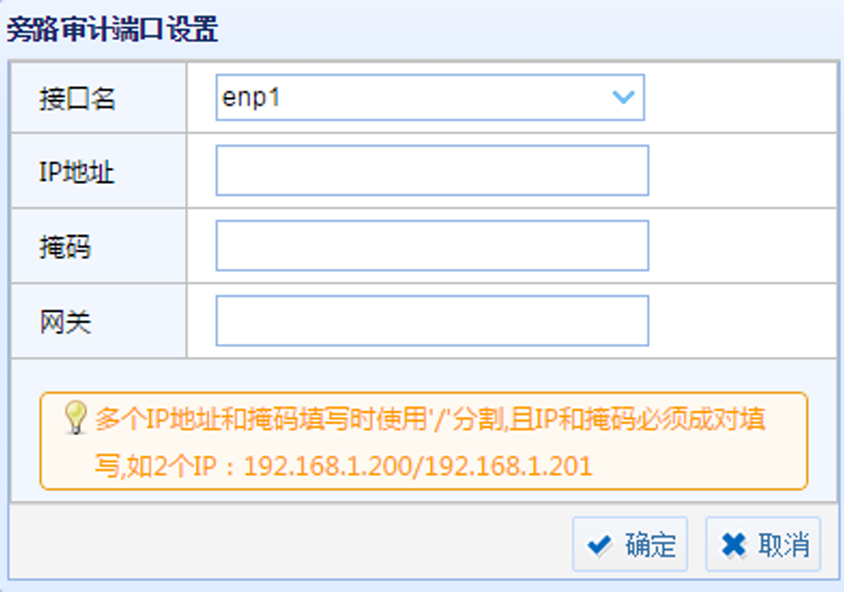 旁路审计端口设置
接口名
enp1
IP地址
掩码
网关
多个IP地址和掩码填写时使用'/'分割,且IP和掩码必须成对填
写,如2个IP：192.168.1.200/192.168.1.201
确定
取消